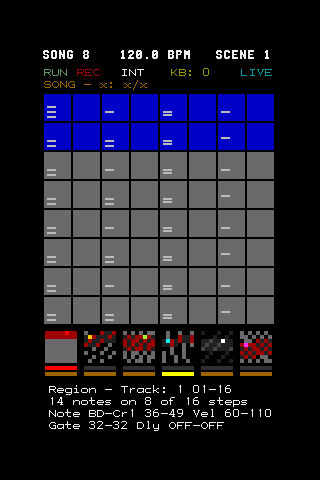 SONG 8 120.0 BPM SCENE 1
RUN REC INT KB: 0 LIVE
SONG - x: x/x
Region - Track: 1 01-16
14 notes on 8 of 16 steps
Note BD-Cr1 36-49 Vel 60-110
Gate 32-32 Dly OFF-OFF